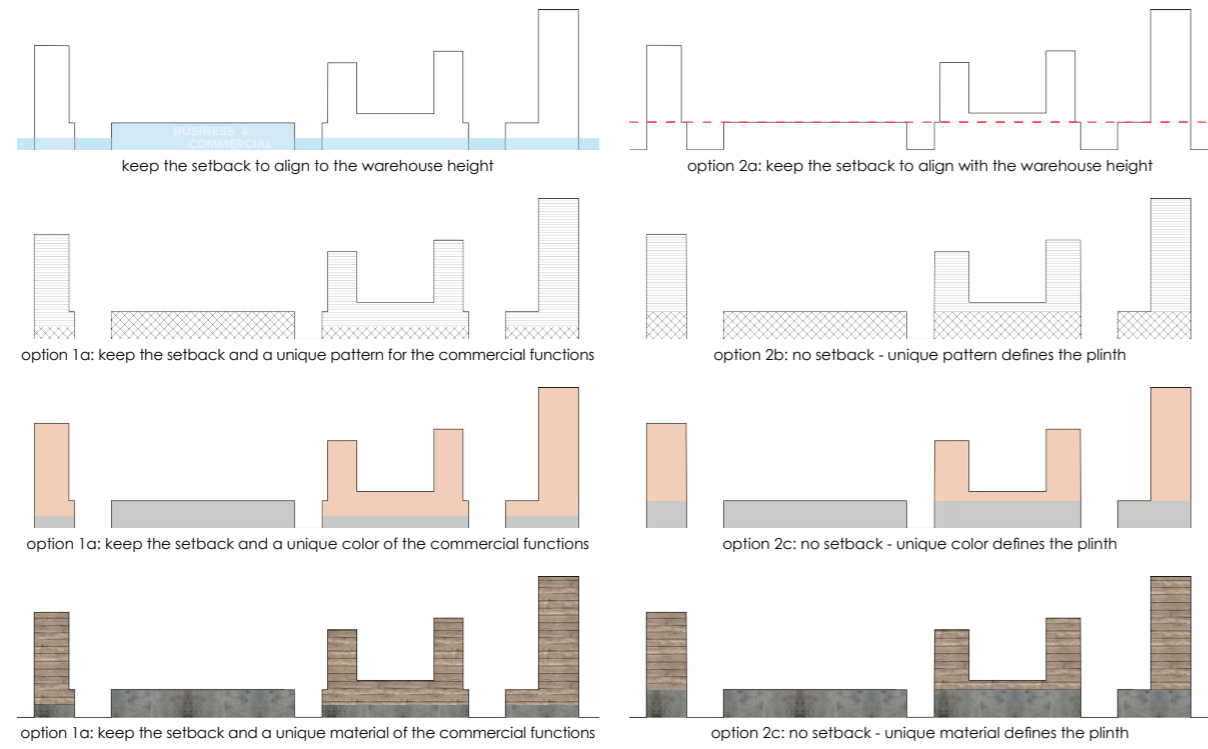 BUSINESS &
COMMERCIAL
keep the setback to align to the warehouse height
option 2a: keep the setback to align with the warehouse height
option 1a: keep the setback and a unique pattern for the commercial functions
option 2b: no setback - unique pattern defines the plinth
option 1a: keep the setback and a unique color of the commercial functions
option 2c: no setback - unique color defines the plinth
option 1a: keep the setback and a unique material of the commercial functions
option 2c: no setback - unique material defines the plinth